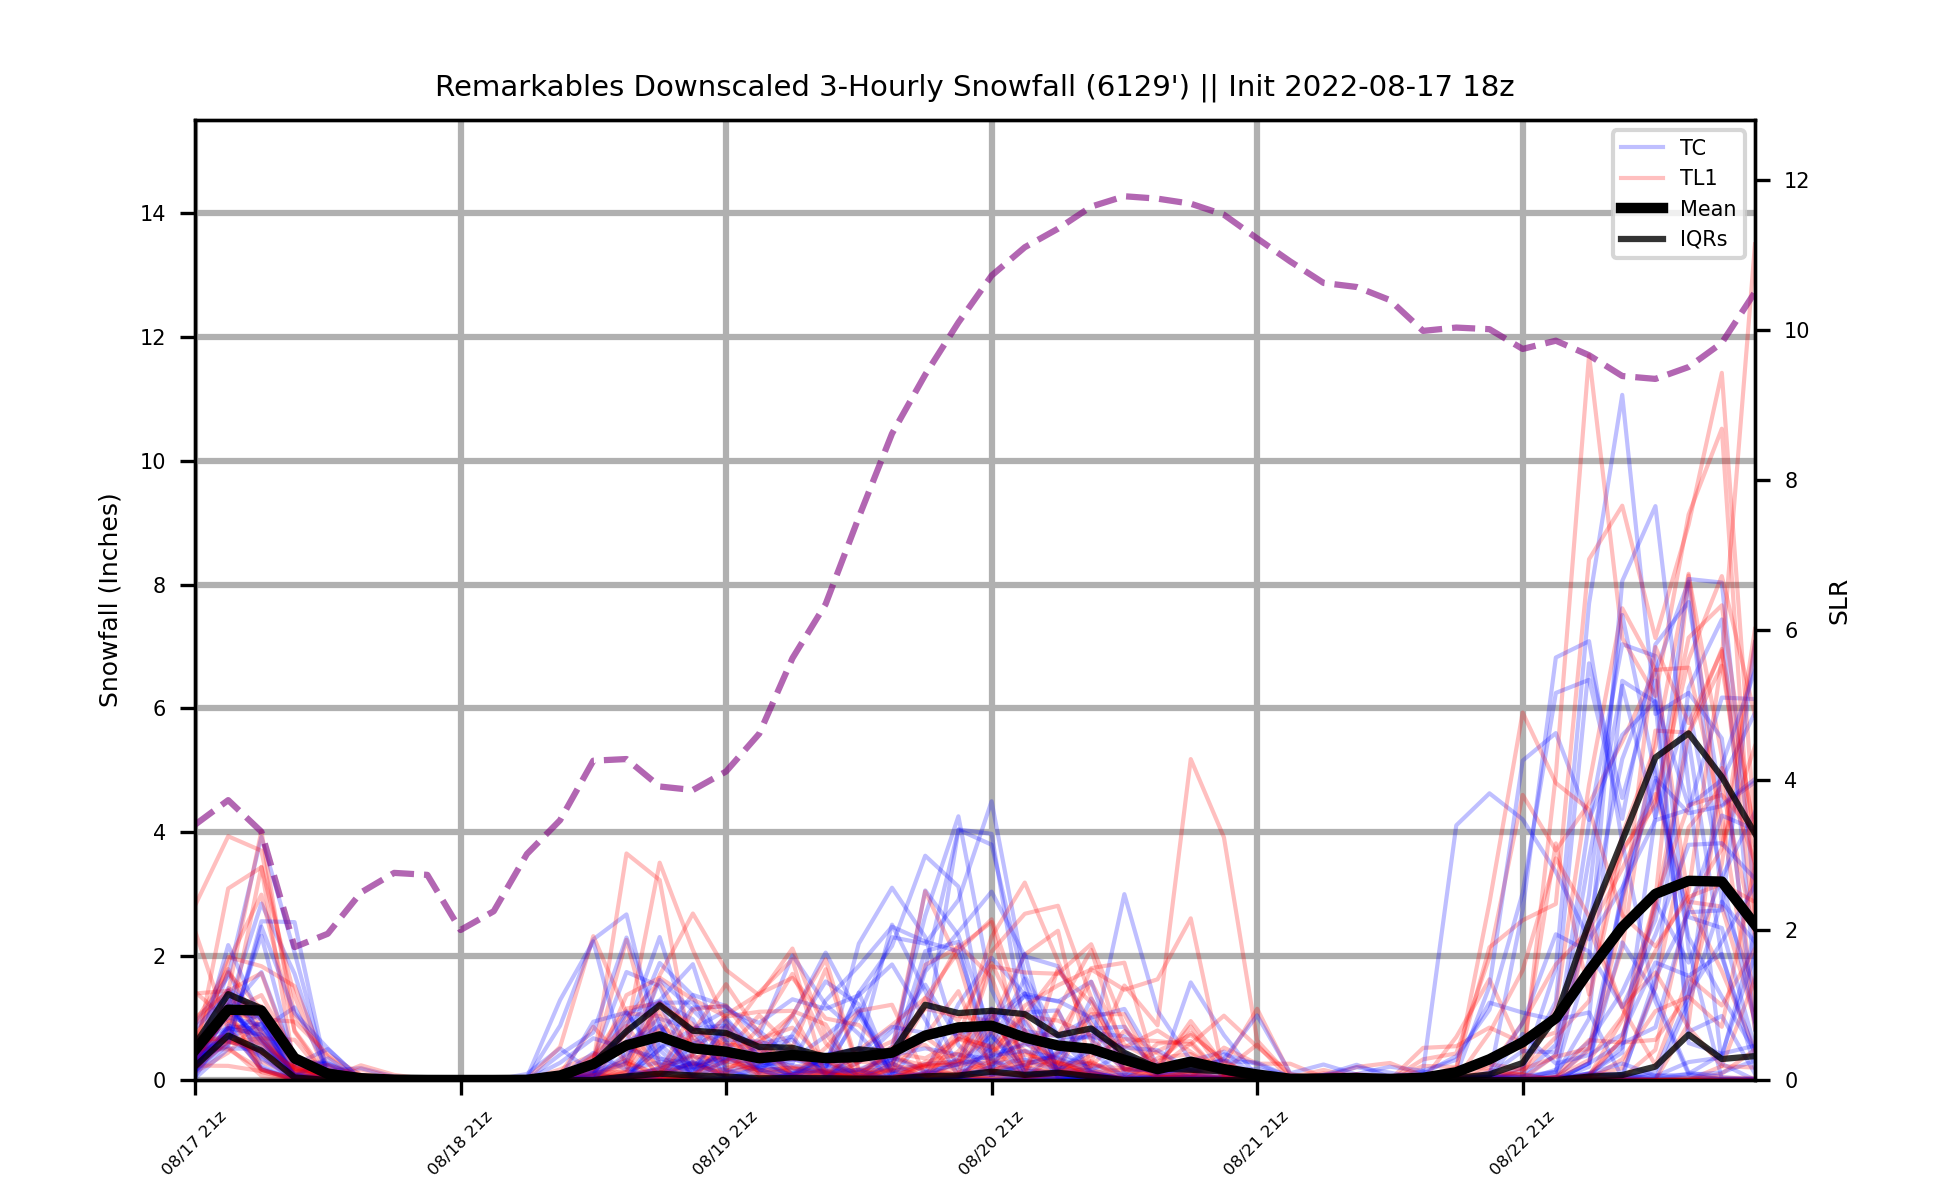 Remarkables Downscaled 3-Hourly Snowfall (6129') || Init 2022-08-17 18z
TC
TL1
Mean
IQRs
Snowfall (Inches)
14
12
10
8
6
4
2
0
12
10
8
6
4
2
0
SLR
08/17 21z
08/18 21z
08/19 21z
08/20 21z
08/21 21z
08/22 21z